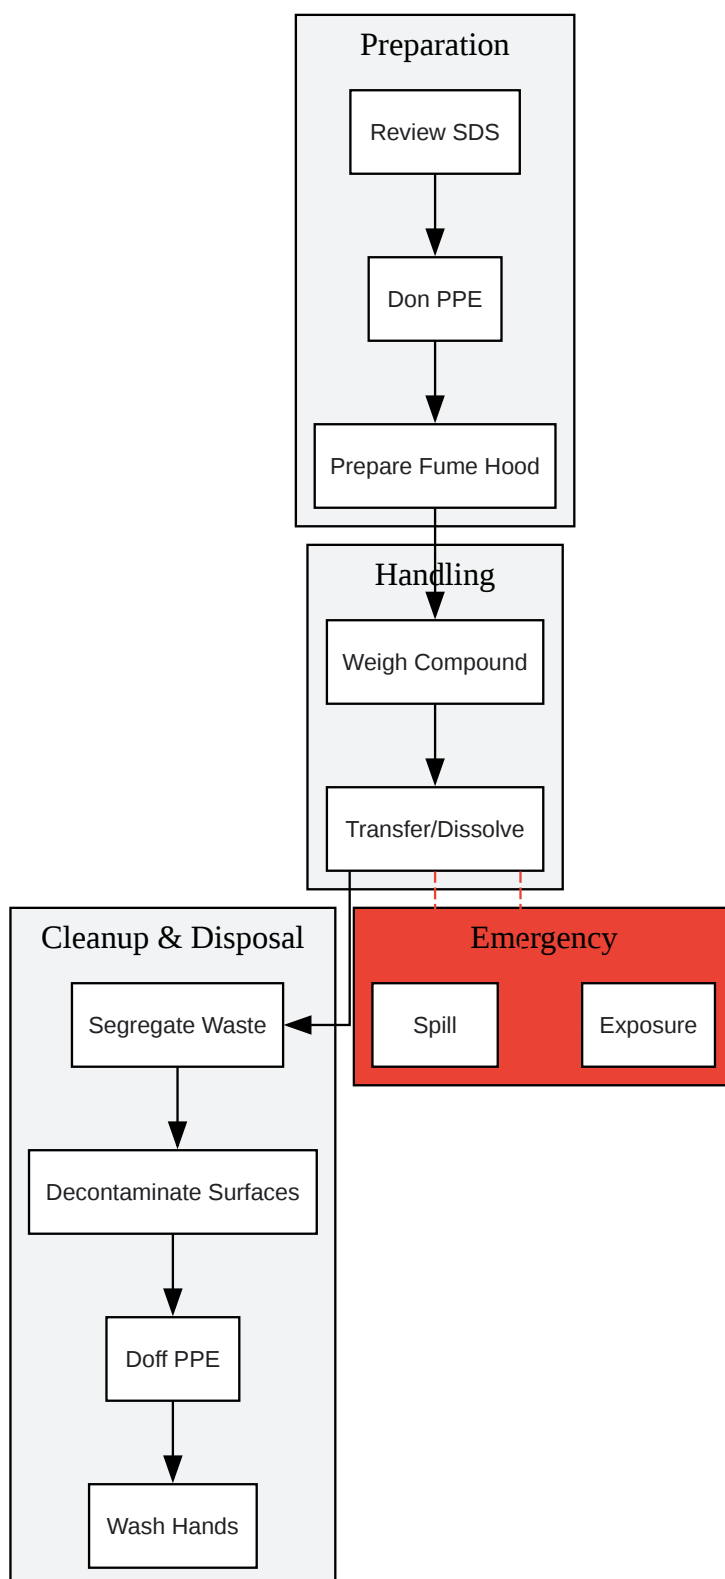 Preparation
Review SDS
Don PPE
Prepare Fume Hood
Handling
Weigh Compound
Transfer/Dissolve
Cleanup & Disposal
Segregate Waste
Decontaminate Surfaces
Doff PPE
Wash Hands
Emergency
Spill
Exposure